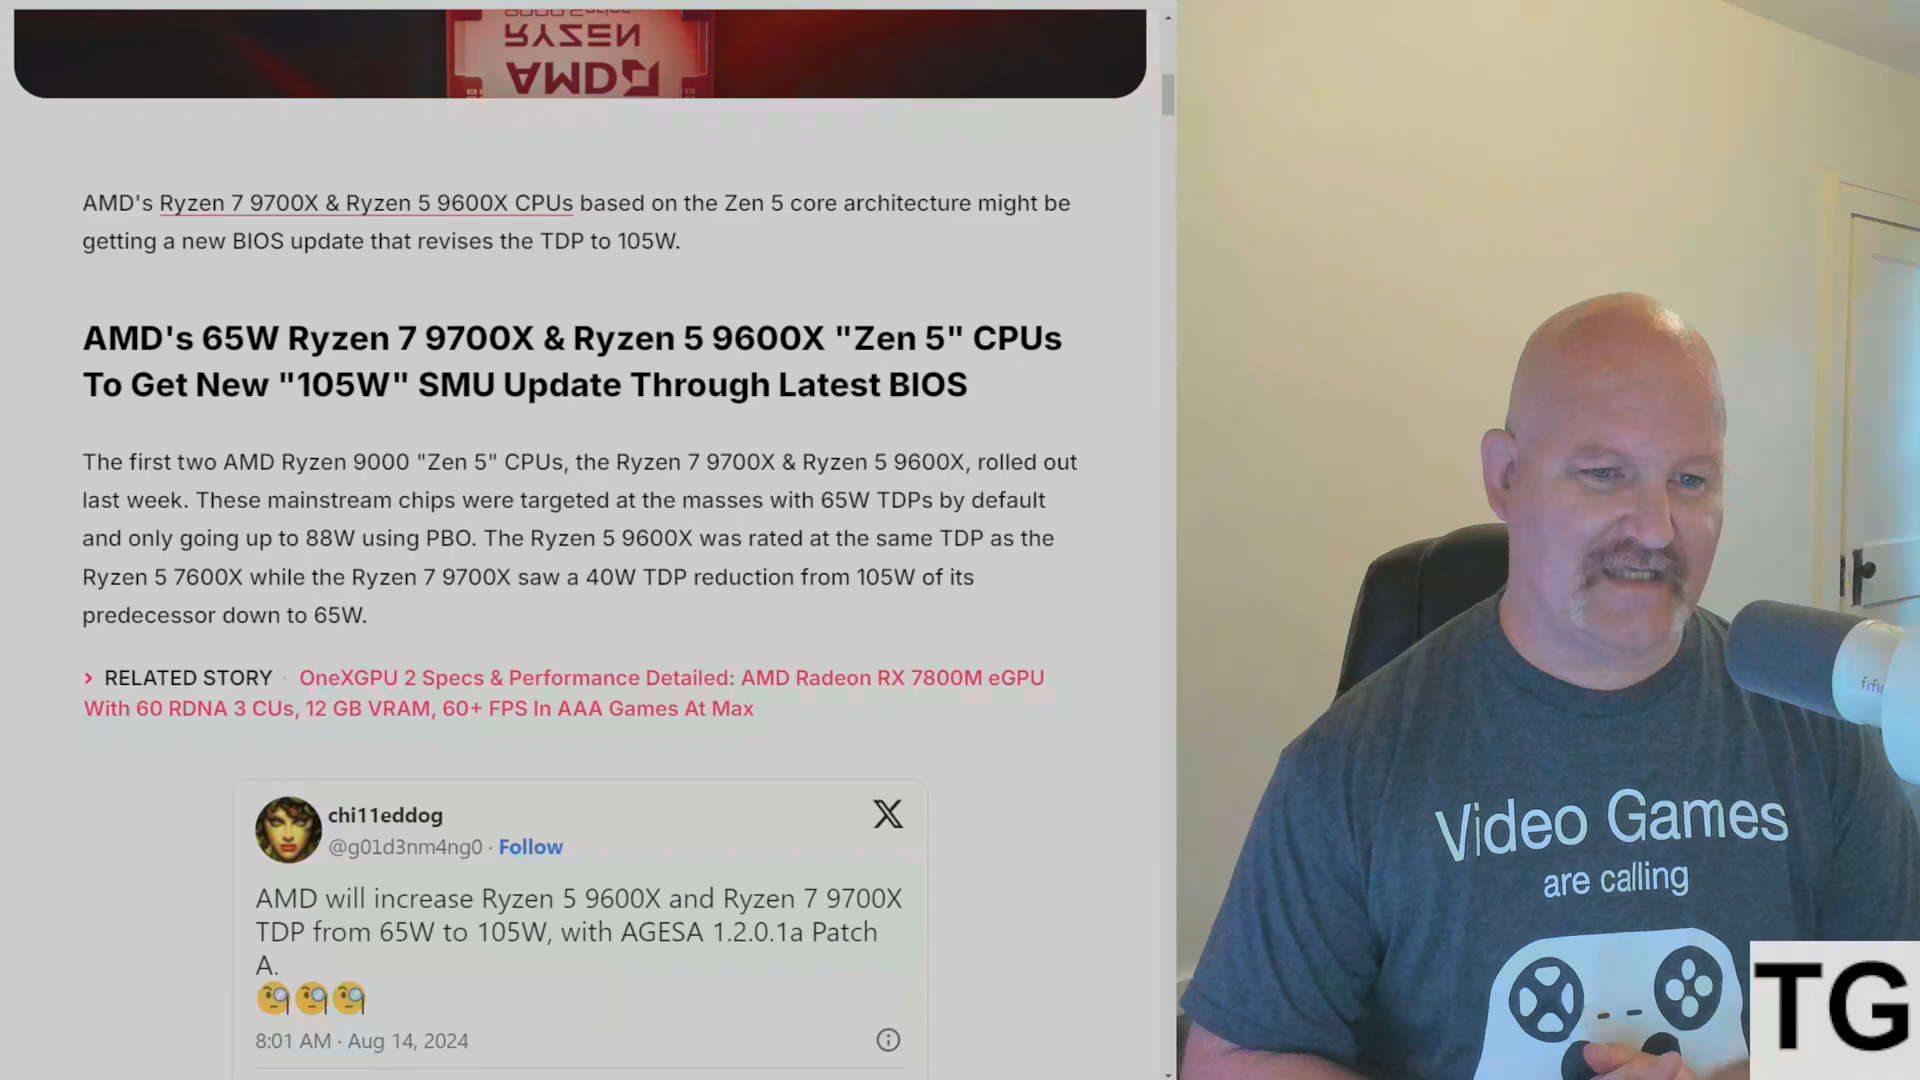 RYZEN
AMD
AMD's Ryzen 7 9700X & Ryzen 5 9600X CPUs based on the Zen 5 core architecture might be
getting a new BIOS update that revises the TDP to 105W.
AMD's 65W Ryzen 7 9700X & Ryzen 5 9600X "Zen 5" CPUs
To Get New "105W" SMU Update Through Latest BIOS
The first two AMD Ryzen 9000 "Zen 5" CPUs, the Ryzen 7 9700X & Ryzen 5 9600X, rolled out
last week. These mainstream chips were targeted at the masses with 65W TDPs by default
and only going up to 88W using PBO. The Ryzen 5 9600X was rated at the same TDP as the
Ryzen 5 7600X while the Ryzen 7 9700X saw a 40W TDP reduction from 105W of its
predecessor down to 65W.
> RELATED STORY · OneXGPU 2 Specs & Performance Detailed: AMD Radeon RX 7800M eGPU
With 60 RDNA 3 CUs, 12 GB VRAM, 60+ FPS In AAA Games At Max
chi11eddog
@g01d3nm4ng0 · Follow
AMD will increase Ryzen 5 9600X and Ryzen 7 9700X
TDP from 65W to 105W, with AGESA 1.2.0.1a Patch
A.
🧐🧐🧐
8:01 AM · Aug 14, 2024
Video Games
are calling
TG